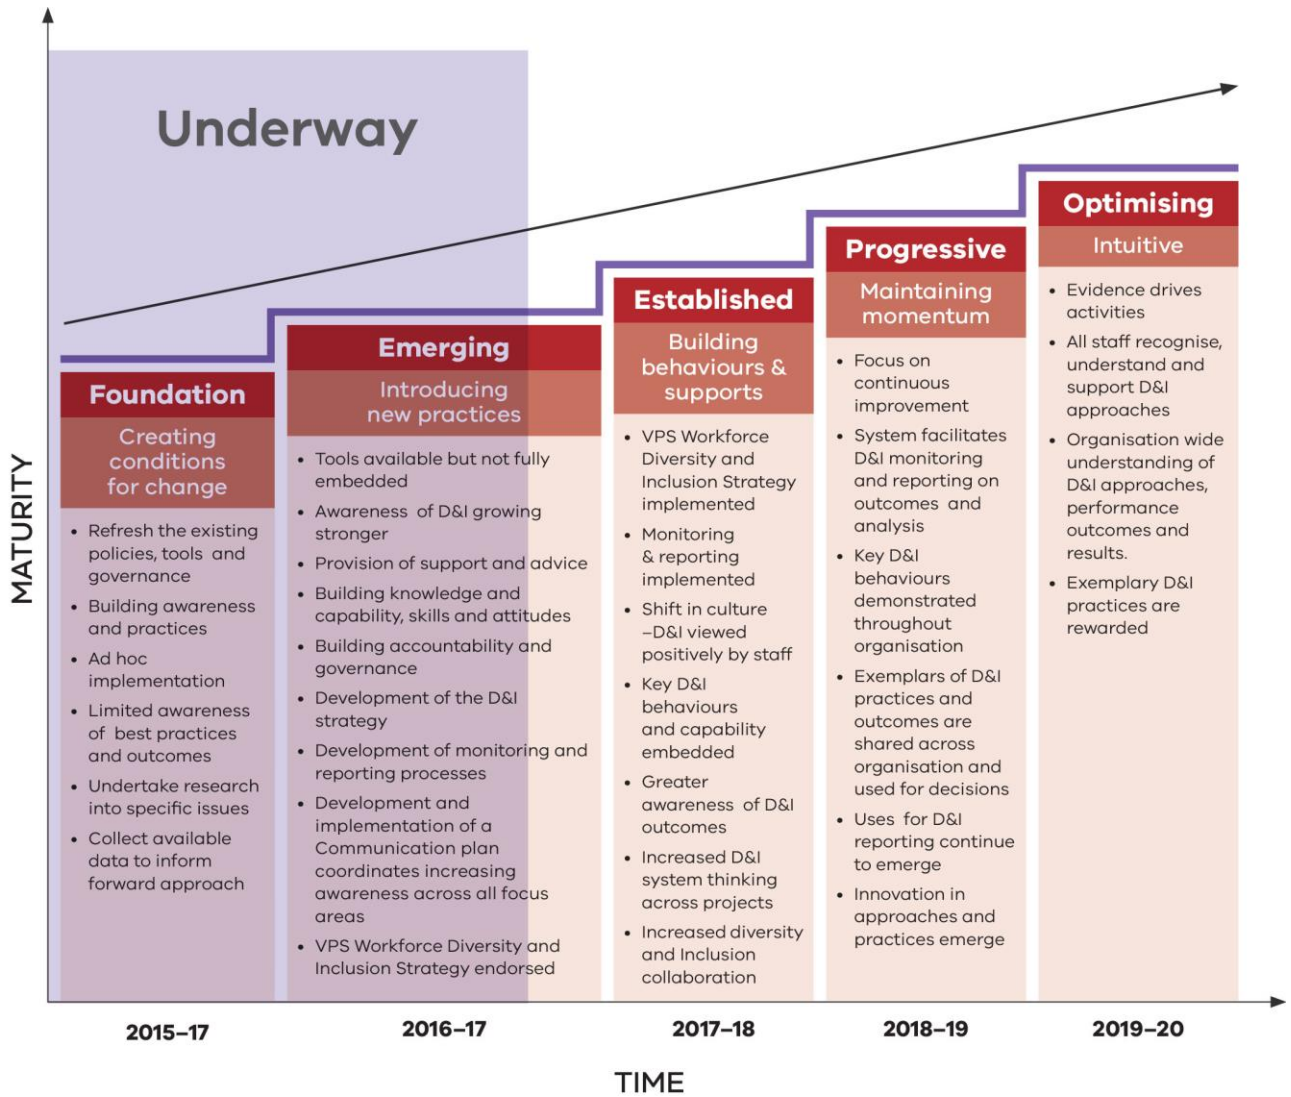 Underway
MATURITY
Foundation
Creating
conditions
for change
• Refresh the existing
policies, tools and
governance
• Building awareness
and practices
• Ad hoc
implementation
• Limited awareness
of best practices
and outcomes
• Undertake research
into specific issues
• Collect available
data to inform
forward approach
2015–17
Emerging
Introducing
new practices
• Tools available but not fully
embedded
• Awareness of D&I growing
stronger
• Provision of support and advice
• Building knowledge and
capability, skills and attitudes
• Building accountability and
governance
• Development of the D&I
strategy
• Development of monitoring and
reporting processes
• Development and
implementation of a
Communication plan
coordinates increasing
awareness across all focus
areas
• VPS Workforce Diversity and
Inclusion Strategy endorsed
2016–17
Established
Building
behaviours &
supports
• VPS Workforce
Diversity and
Inclusion Strategy
implemented
• Monitoring
& reporting
implemented
• Shift in culture
–D&I viewed
positively by staff
• Key D&I
behaviours
and capability
embedded
• Greater
awareness of D&I
outcomes
• Increased D&I
system thinking
across projects
• Increased diversity
and Inclusion
collaboration
2017–18
Progressive
Maintaining
momentum
• Focus on
continuous
improvement
• System facilitates
D&I monitoring
and reporting on
outcomes and
analysis
• Key D&I
behaviours
demonstrated
throughout
organisation
• Exemplars of D&I
practices and
outcomes are
shared across
organisation and
used for decisions
• Uses for D&I
reporting continue
to emerge
• Innovation in
approaches and
practices emerge
2018–19
Optimising
Intuitive
• Evidence drives
activities
• All staff recognise,
understand and
support D&I
approaches
• Organisation wide
understanding of
D&I approaches,
performance
outcomes and
results.
• Exemplary D&I
practices are
rewarded
2019–20
TIME